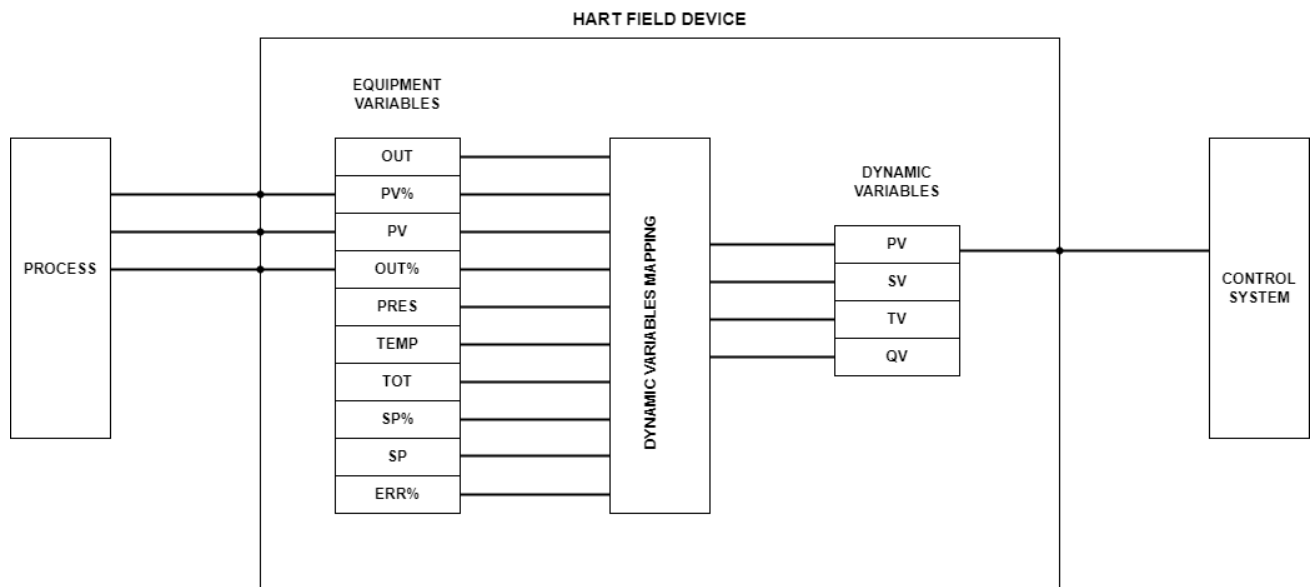 HART FIELD DEVICE
EQUIPMENT
VARIABLES
PROCESS
OUT
PV%
PV
OUT%
PRES
TEMP
TOT
SP%
SP
ERR%
DYNAMIC VARIABLES MAPPING
DYNAMIC
VARIABLES
PV
SV
TV
QV
CONTROL
SYSTEM